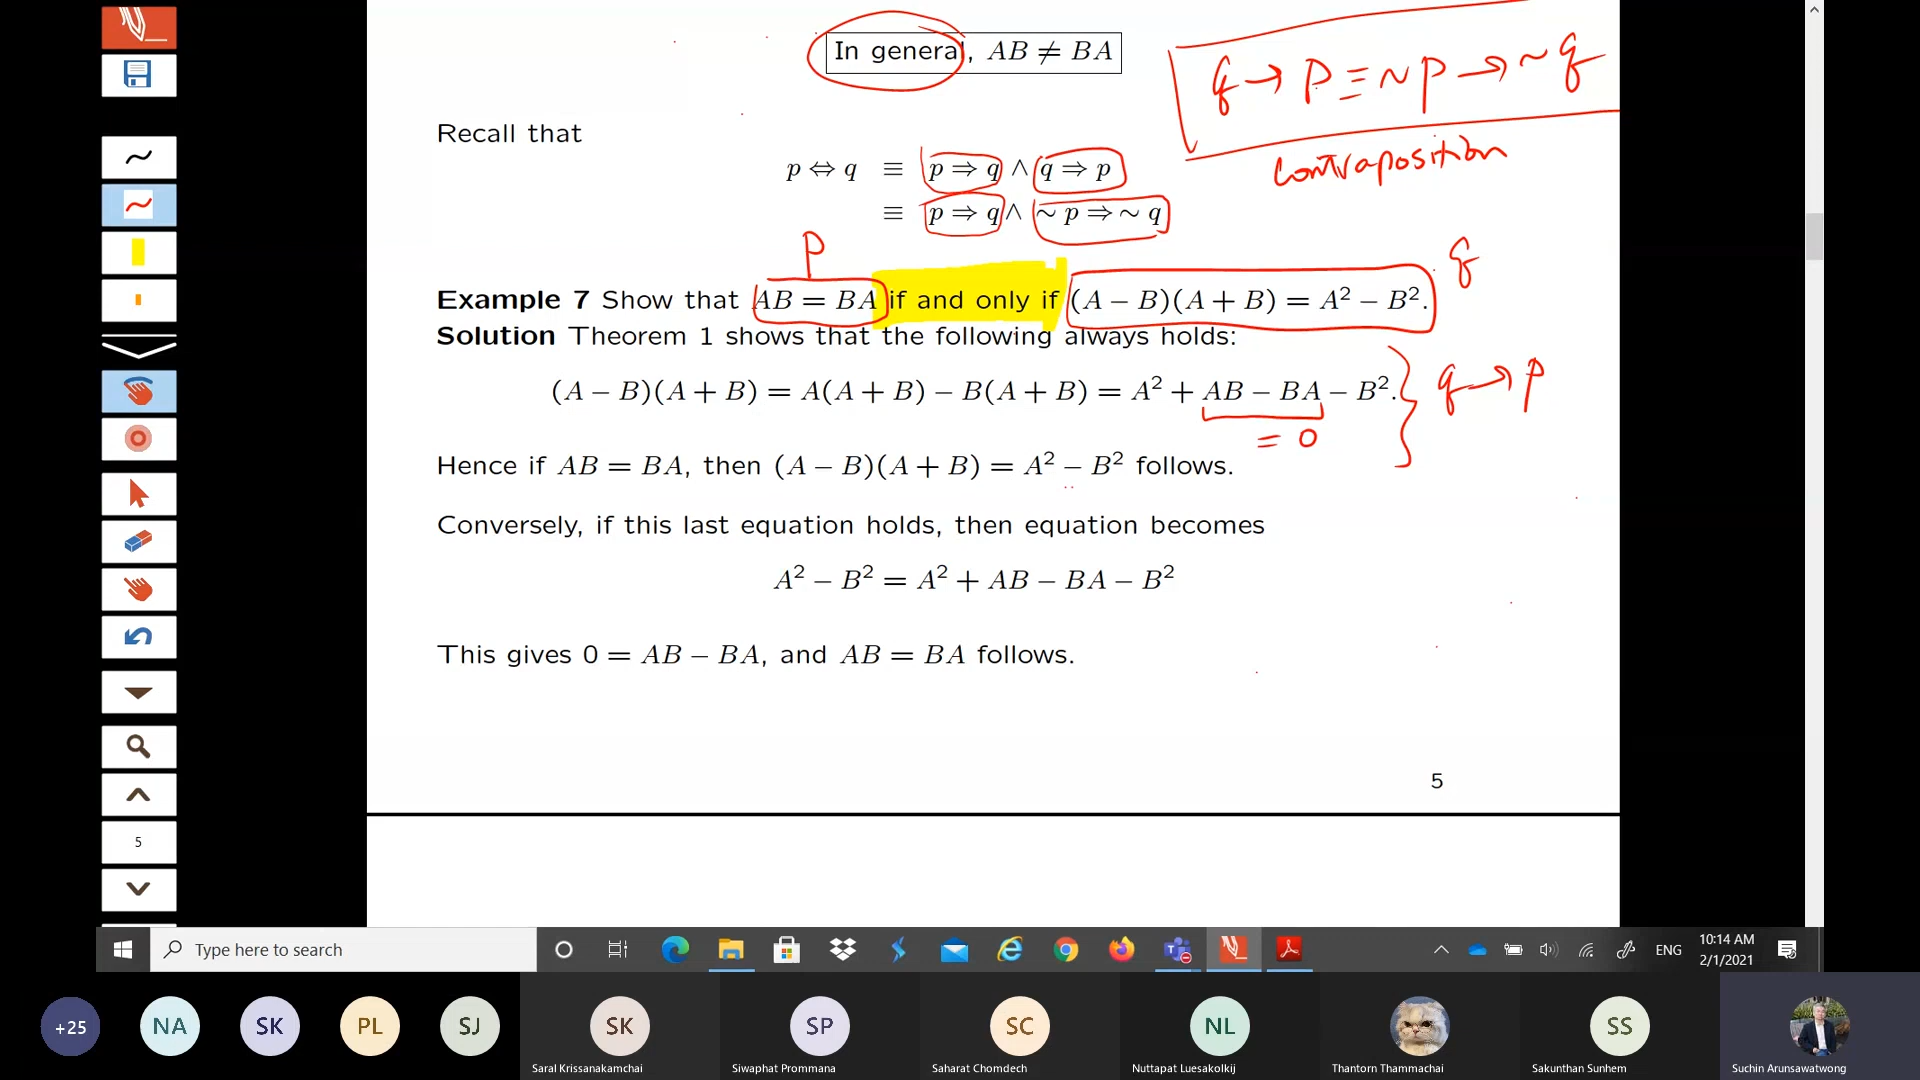 In general, AB ≠ BA
q → p ≡ ~p → ~q
contraposition
Recall that
p ⇔ q ≡ p ⇒ q ∧ q ⇒ p
≡ p ⇒ q ∧ ∼ p ⇒∼ q
p
q
Example 7 Show that AB = BA if and only if (A − B)(A + B) = A² − B².
Solution Theorem 1 shows that the following always holds:
(A − B)(A + B) = A(A + B) − B(A + B) = A² + AB − BA − B².
q → p
= 0
Hence if AB = BA, then (A − B)(A + B) = A² − B² follows.
Conversely, if this last equation holds, then equation becomes
A² − B² = A² + AB − BA − B²
This gives 0 = AB − BA, and AB = BA follows.
5
5
Type here to search
ENG
10:14 AM
2/1/2021
+25
NA
SK
PL
SJ
SK
SP
SC
NL
SS
Saral Krissanakamchai
Siwaphat Prommana
Saharat Chomdech
Nuttapat Luesakolkij
Thantorn Thammachai
Sakunthan Sunhem
Suchin Arunsawatwong